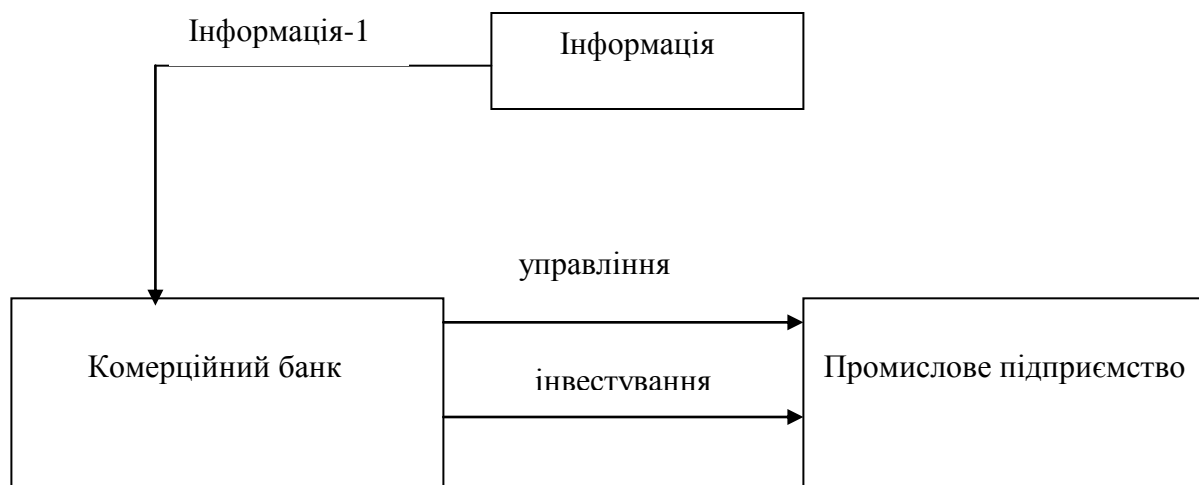 Інформація-1
Інформація
управління
Комерційний банк
інвестування
Промислове підприємство